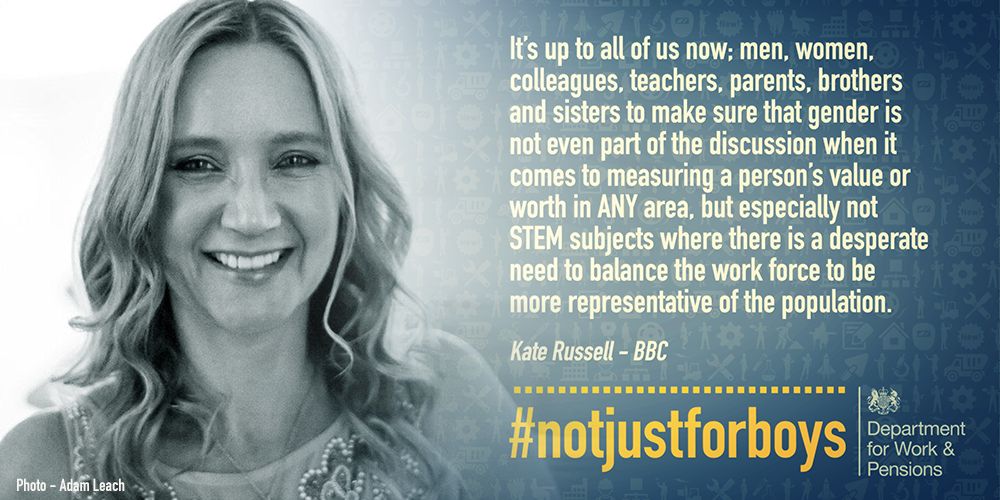 It's up to all of us now; men, women,
colleagues, teachers, parents, brothers
and sisters to make sure that gender is
not even part of the discussion when it
comes to measuring a person's value or
worth in ANY area, but especially not
STEM subjects where there is a desperate
need to balance the work force to be
more representative of the population.
Kate Russell - BBC
#notjustforboys
Department
for Work &
Pensions
Photo - Adam Leach